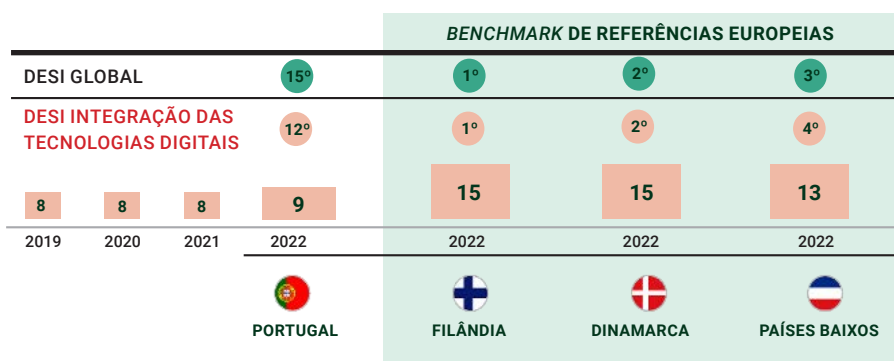 BENCHMARK DE REFERÊNCIAS EUROPEIAS
DESI GLOBAL 15º 1º 2º 3º
DESI INTEGRAÇÃO DAS
TECNOLOGIAS DIGITAIS 12º 1º 2º 4º
8 8 8 9 15 15 13
2019 2020 2021 2022 2022 2022 2022
PORTUGAL FILÂNDIA DINAMARCA PAÍSES BAIXOS